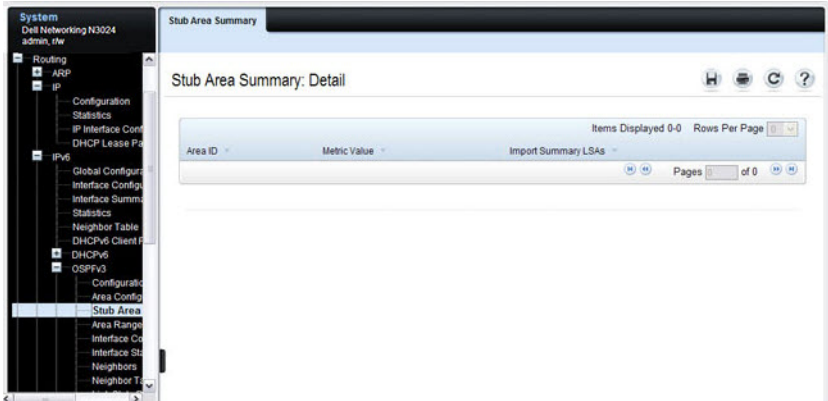 System
Dell Networking N3024
admin, r/w
Routing
ARP
IP
Configuration
Statistics
IP Interface Conf
DHCP Lease Pa
IPv6
Global Configura
Interface Configu
Interface Summa
Statistics
Neighbor Table
DHCPv6 Client P
DHCPv6
OSPFv3
Configuratio
Area Config
Stub Area
Area Range
Interface Co
Interface Sta
Neighbors
Neighbor Ta
Stub Area Summary
Stub Area Summary: Detail
Items Displayed 0-0 Rows Per Page 0
Area ID Metric Value Import Summary LSAs
Pages 0 of 0